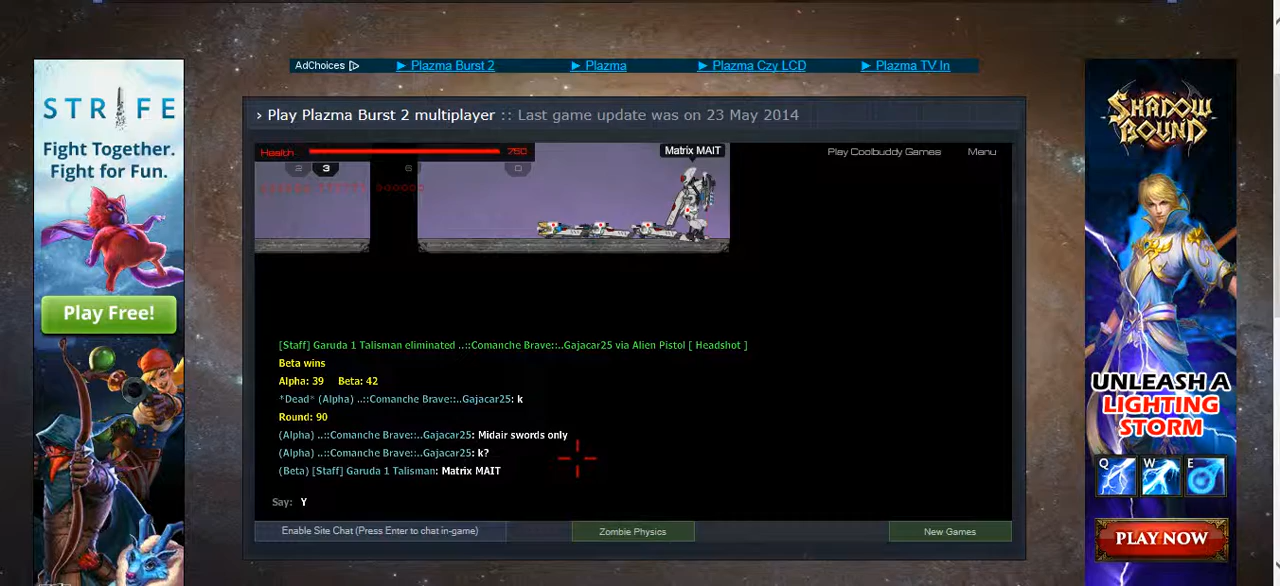 AdChoices ▷ ► Plazma Burst 2 ► Plazma ► Plazma Czy LCD ► Plazma TV In
STRIFE
Fight Together.
Fight for Fun.
Play Free!
› Play Plazma Burst 2 multiplayer :: Last game update was on 23 May 2014
Health 750 Matrix MAIT Play Coolbuddy Games Menu
2 3 6 0
[Staff] Garuda 1 Talisman eliminated ..::Comanche Brave::..Gajacar25 via Alien Pistol [ Headshot ]
Beta wins
Alpha: 39 Beta: 42
*Dead* (Alpha) ..::Comanche Brave::..Gajacar25: k
Round: 90
(Alpha) ..::Comanche Brave::..Gajacar25: Midair swords only
(Alpha) ..::Comanche Brave::..Gajacar25: k?
(Beta) [Staff] Garuda 1 Talisman: Matrix MAIT
Say: Y
Enable Site Chat (Press Enter to chat in-game) Zombie Physics New Games
SHADOW
BOUND
UNLEASH A
LIGHTING
STORM
Q W E
PLAY NOW